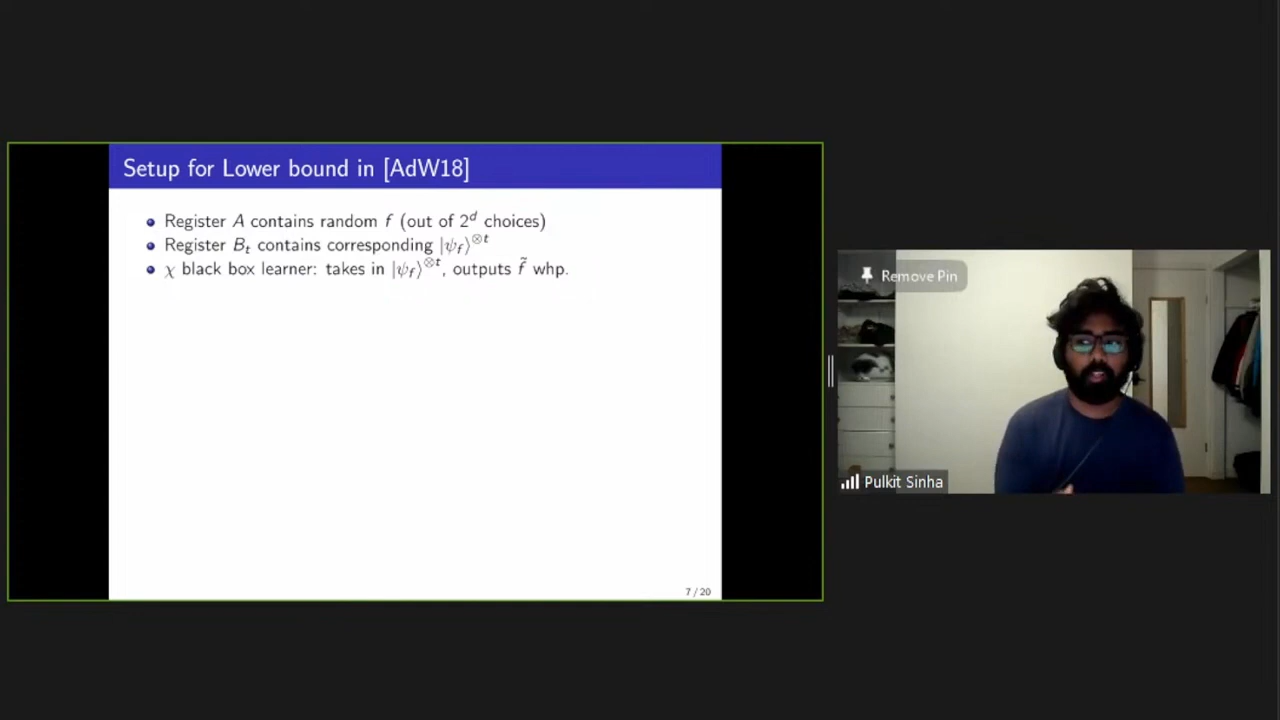 Setup for Lower bound in [AdW18]
Register A contains random f (out of 2^d choices)
Register B_t contains corresponding |ψ_f⟩^⊗t
χ black box learner: takes in |ψ_f⟩^⊗t, outputs f̃ whp.
7 / 20
Remove Pin
Pulkit Sinha